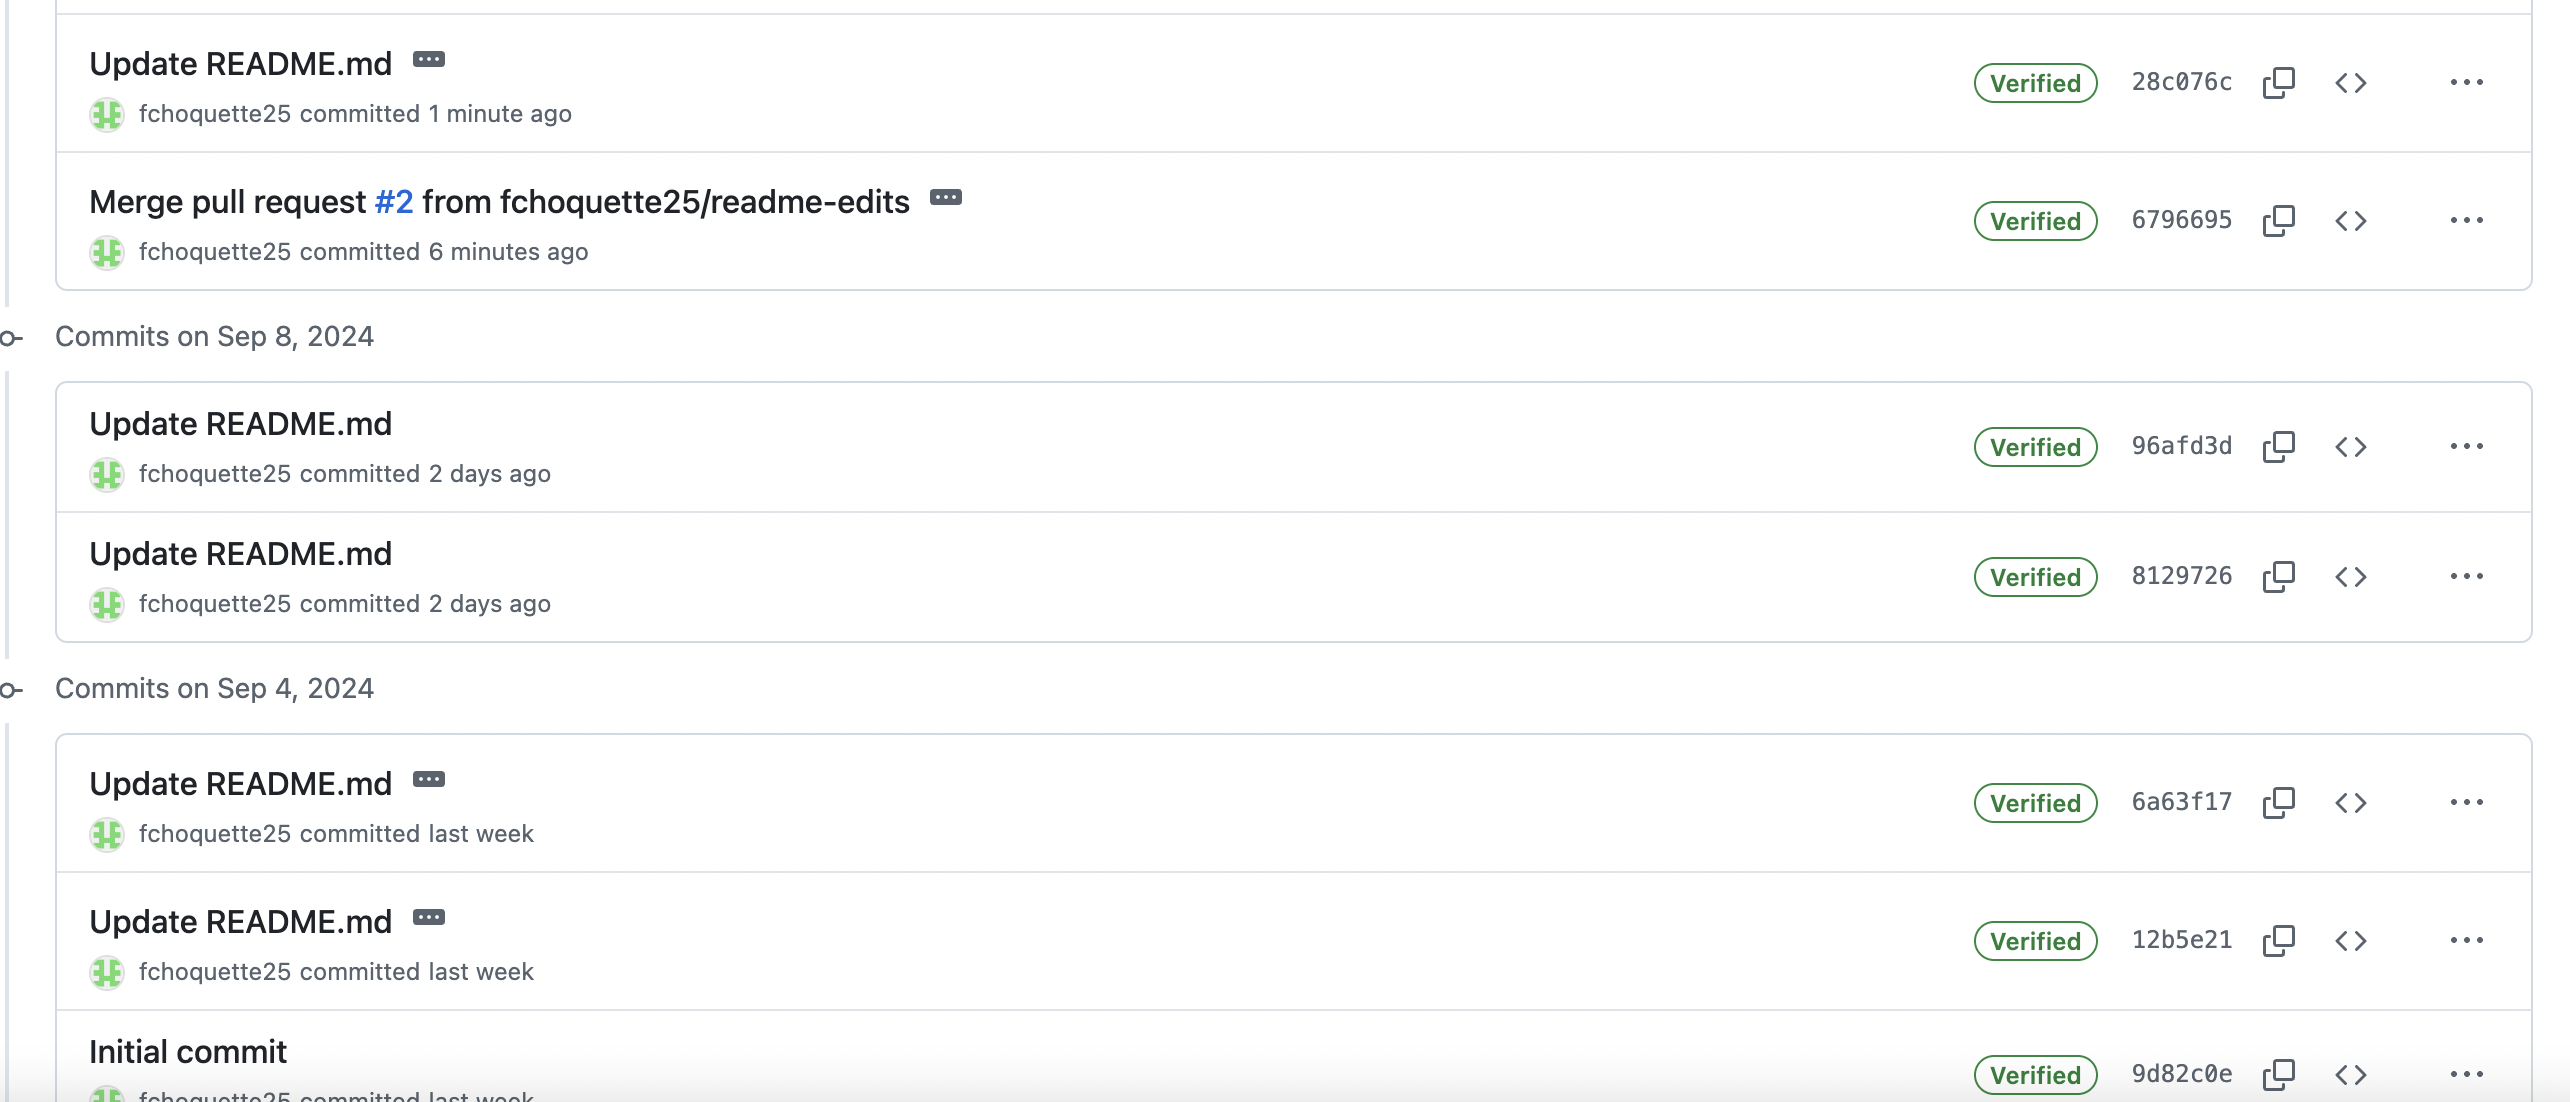 Update README.md
fchoquette25 committed 1 minute ago
Verified 28c076c
Merge pull request #2 from fchoquette25/readme-edits
fchoquette25 committed 6 minutes ago
Verified 6796695
Commits on Sep 8, 2024
Update README.md
fchoquette25 committed 2 days ago
Verified 96afd3d
Update README.md
fchoquette25 committed 2 days ago
Verified 8129726
Commits on Sep 4, 2024
Update README.md
fchoquette25 committed last week
Verified 6a63f17
Update README.md
fchoquette25 committed last week
Verified 12b5e21
Initial commit
fchoquette25 committed last week
Verified 9d82c0e